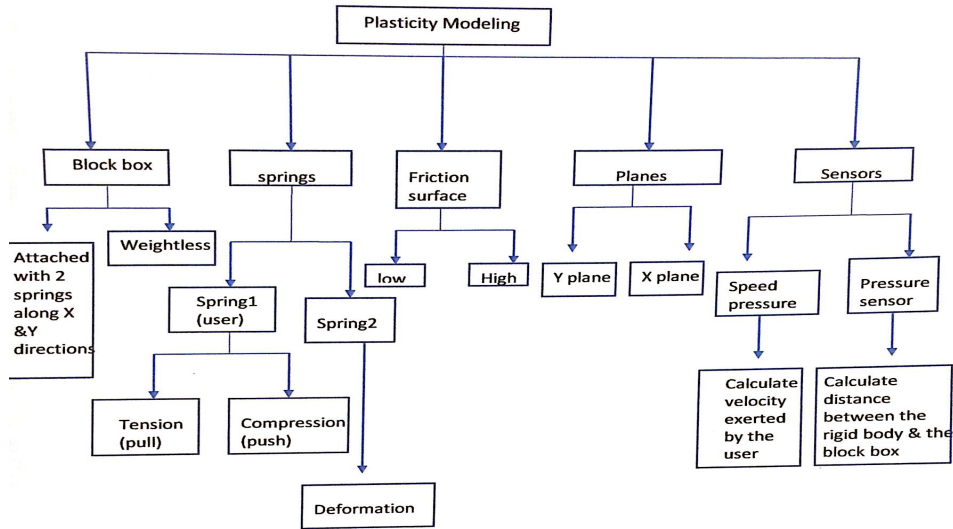 Plasticity Modeling
Block box
springs
Friction
surface
Planes
Sensors
Attached
with 2
springs
along X
&Y
directions
Weightless
Spring1
(user)
Spring2
low
High
Y plane
X plane
Speed
pressure
Pressure
sensor
Tension
(pull)
Compression
(push)
Deformation
Calculate
velocity
exerted
by the
user
Calculate
distance
between the
rigid body & the
block box